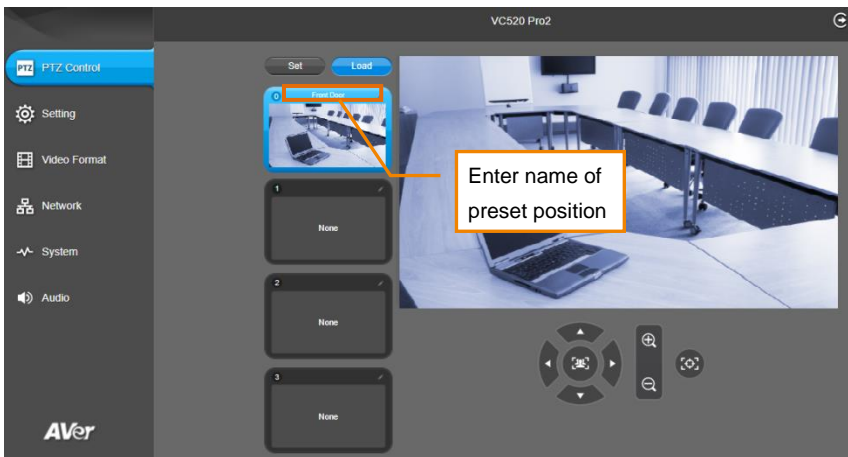 VC520 Pro2
PTZ PTZ Control
Setting
Video Format
Network
System
Audio
AVer
Set Load
0 Front Door
1
None
2
None
3
None
Enter name of
preset position